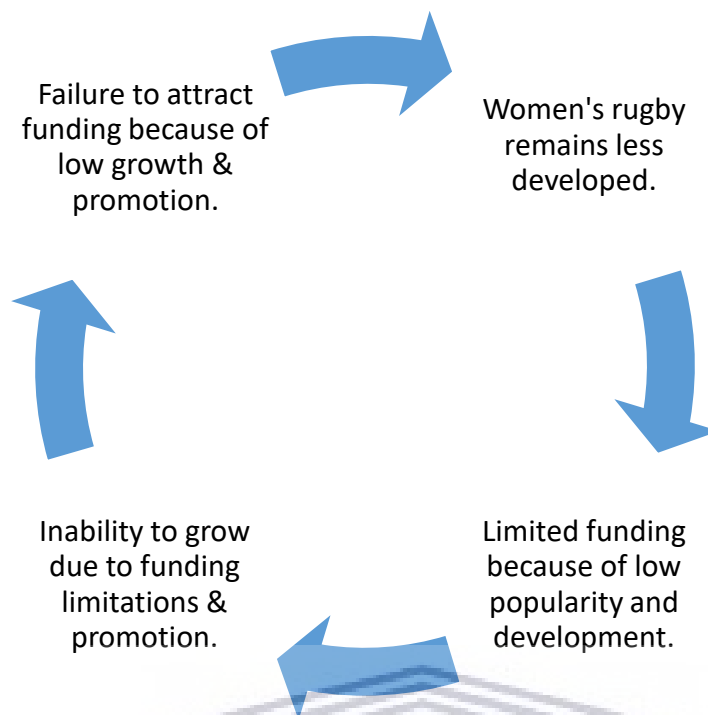 Failure to attract
funding because of
low growth &
promotion.
Women's rugby
remains less
developed.
Limited funding
because of low
popularity and
development.
Inability to grow
due to funding
limitations &
promotion.